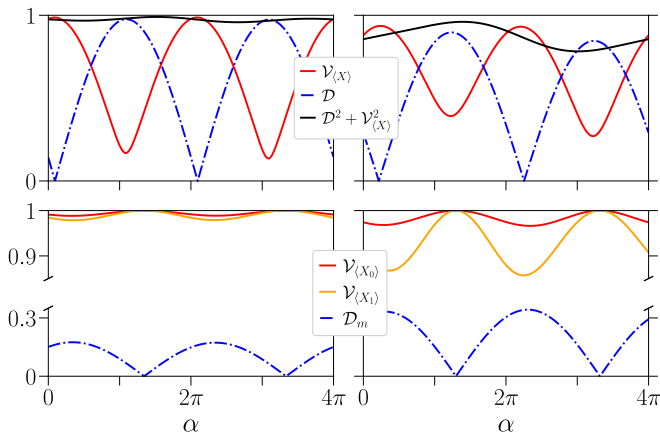 1
0
𝒱⟨X⟩
𝒟
𝒟² + 𝒱²⟨X⟩
1
0.9
0.3
0
𝒱⟨X₀⟩
𝒱⟨X₁⟩
𝒟ₘ
0 2π 4π 0 2π 4π
α α